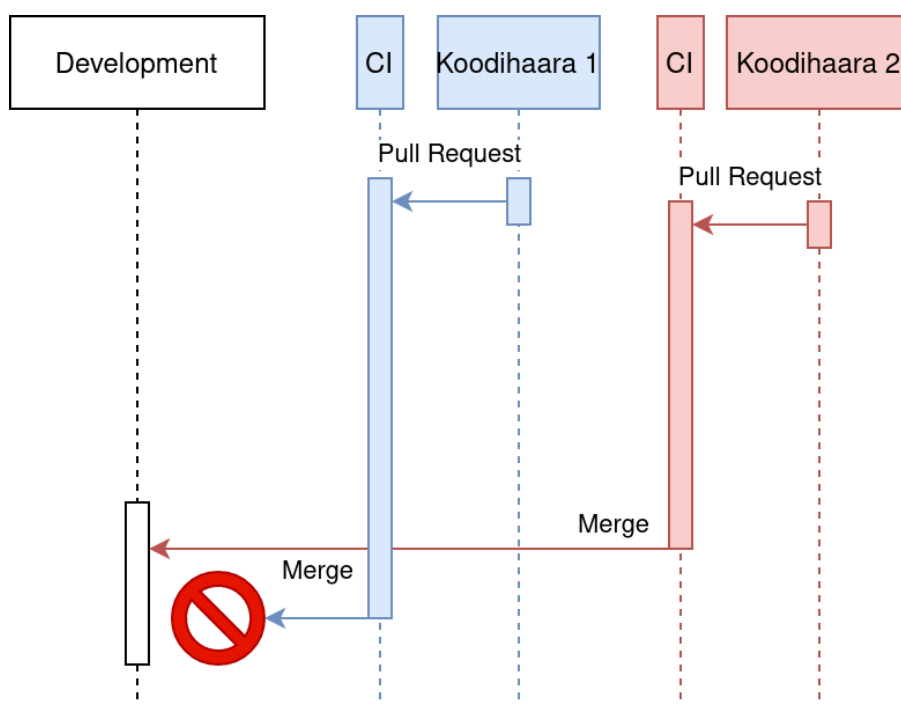 Development
CI
Koodihaara 1
CI
Koodihaara 2
Pull Request
Pull Request
Merge
Merge